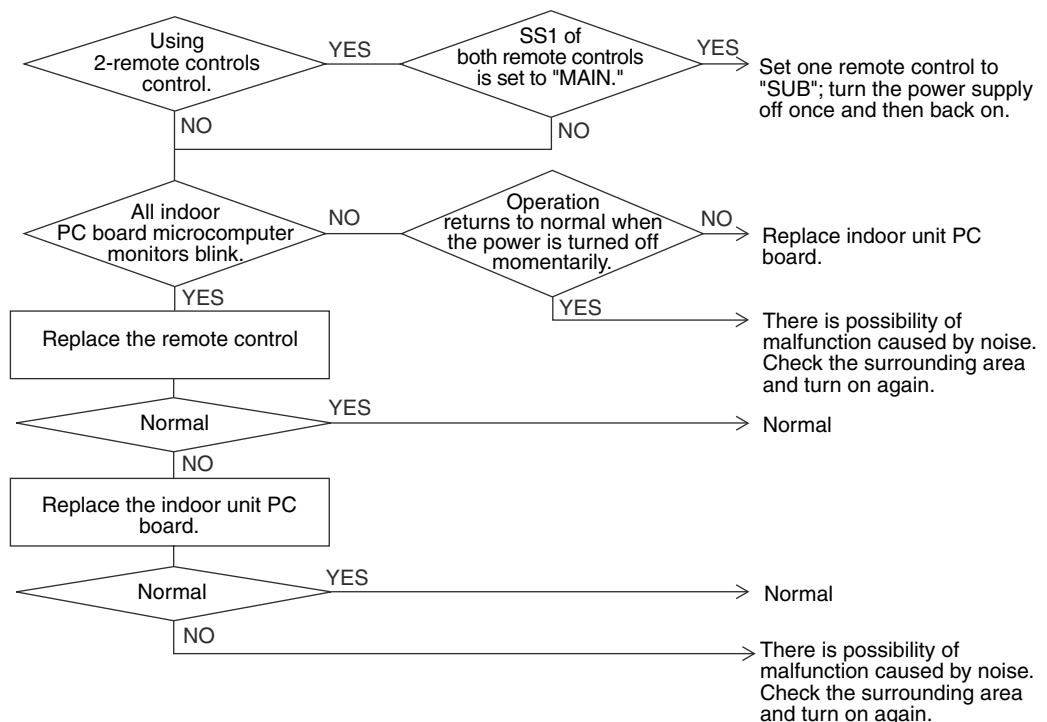 Using
2-remote controls
control.
YES
SS1 of
both remote controls
is set to "MAIN."
YES
Set one remote control to
"SUB"; turn the power supply
off once and then back on.
NO
NO
All indoor
PC board microcomputer
monitors blink.
NO
Operation
returns to normal when
the power is turned off
momentarily.
NO
Replace indoor unit PC
board.
YES
YES
There is possibility of
malfunction caused by noise.
Check the surrounding area
and turn on again.
Replace the remote control
Normal
YES
Normal
NO
Replace the indoor unit PC
board.
Normal
YES
Normal
NO
There is possibility of
malfunction caused by noise.
Check the surrounding area
and turn on again.